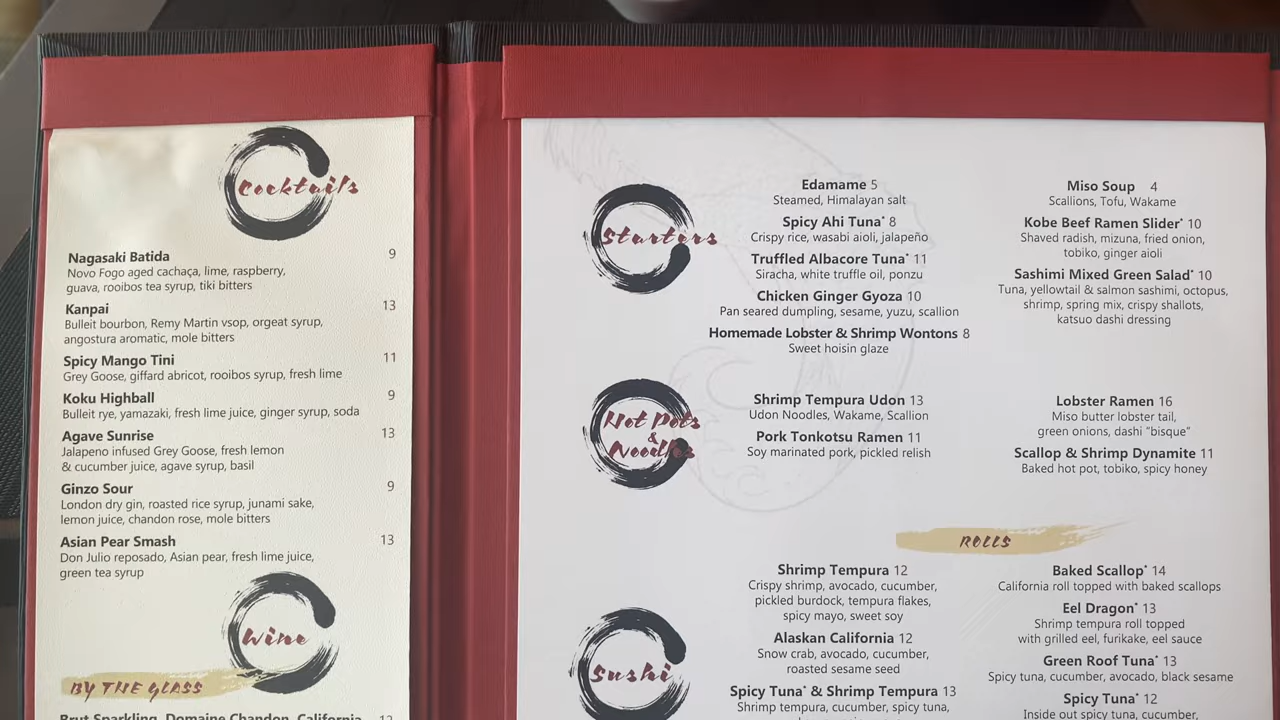 Cocktails
Nagasaki Batida 9
Novo Fogo aged cachaça, lime, raspberry,
guava, rooibos tea syrup, tiki bitters
Kanpai 13
Bulleit bourbon, Remy Martin vsop, orgeat syrup,
angostura aromatic, mole bitters
Spicy Mango Tini 11
Grey Goose, giffard abricot, rooibos syrup, fresh lime
Koku Highball 9
Bulleit rye, yamazaki, fresh lime juice, ginger syrup, soda
Agave Sunrise 13
Jalapeno infused Grey Goose, fresh lemon
& cucumber juice, agave syrup, basil
Ginzo Sour 9
London dry gin, roasted rice syrup, junami sake,
lemon juice, chandon rose, mole bitters
Asian Pear Smash 13
Don Julio reposado, Asian pear, fresh lime juice,
green tea syrup
Wine
BY THE GLASS
Brut Sparkling, Domaine Chandon, California
Starters
Edamame 5
Steamed, Himalayan salt
Spicy Ahi Tuna* 8
Crispy rice, wasabi aioli, jalapeño
Truffled Albacore Tuna* 11
Siracha, white truffle oil, ponzu
Chicken Ginger Gyoza 10
Pan seared dumpling, sesame, yuzu, scallion
Homemade Lobster & Shrimp Wontons 8
Sweet hoisin glaze
Miso Soup 4
Scallions, Tofu, Wakame
Kobe Beef Ramen Slider* 10
Shaved radish, mizuna, fried onion,
tobiko, ginger aioli
Sashimi Mixed Green Salad* 10
Tuna, yellowtail & salmon sashimi, octopus,
shrimp, spring mix, crispy shallots,
katsuo dashi dressing
Hot Pots
&
Noodles
Shrimp Tempura Udon 13
Udon Noodles, Wakame, Scallion
Pork Tonkotsu Ramen 11
Soy marinated pork, pickled relish
Lobster Ramen 16
Miso butter lobster tail,
green onions, dashi "bisque"
Scallop & Shrimp Dynamite 11
Baked hot pot, tobiko, spicy honey
Sushi
ROLLS
Shrimp Tempura 12
Crispy shrimp, avocado, cucumber,
pickled burdock, tempura flakes,
spicy mayo, sweet soy
Alaskan California 12
Snow crab, avocado, cucumber,
roasted sesame seed
Spicy Tuna* & Shrimp Tempura 13
Shrimp tempura, cucumber, spicy tuna,
Baked Scallop* 14
California roll topped with baked scallops
Eel Dragon* 13
Shrimp tempura roll topped
with grilled eel, furikake, eel sauce
Green Roof Tuna* 13
Spicy tuna, cucumber, avocado, black sesame
Spicy Tuna* 12
Inside out spicy tuna, cucumber,